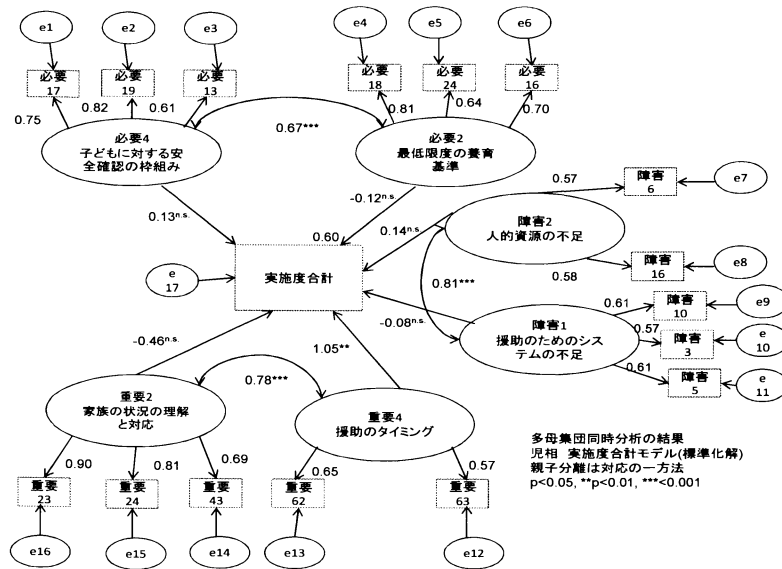 e1
e2
e3
e4
e5
e6
必要
17
必要
19
必要
13
必要
18
必要
24
必要
16
0.75
0.82
0.61
0.81
0.64
0.70
必要4
子どもに対する安
全確認の枠組み
0.67***
必要2
最低限度の養育
基準
0.57
障害
6
e7
-0.12n.s.
障害2
人的資源の不足
0.13n.s.
0.60
0.14n.s.
障害
16
e8
0.58
e
17
実施度合計
0.81***
0.61
障害
10
e9
-0.08n.s.
障害1
援助のためのシス
テムの不足
0.57
障害
3
e
10
0.61
障害
5
e
11
-0.46n.s.
1.05**
0.78***
重要2
家族の状況の理解
と対応
重要4
援助のタイミング
0.90
0.81
0.69
0.65
0.57
重要
23
重要
24
重要
43
重要
62
重要
63
e16
e15
e14
e13
e12
多母集団同時分析の結果
児相 実施度合計モデル(標準化解)
親子分離は対応の一方法
p<0.05, **p<0.01, ***<0.001